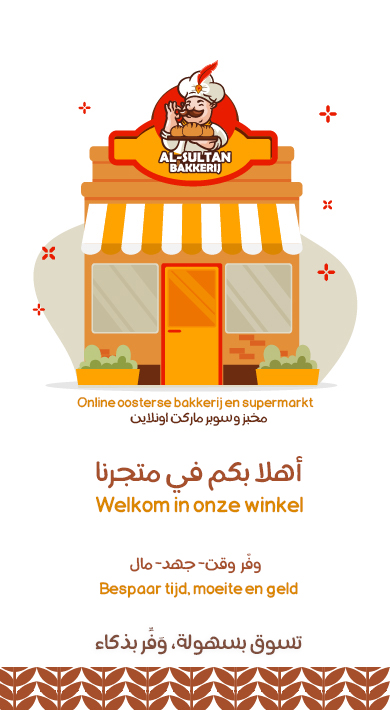 AL-SULTAN
BAKKERIJ
Online oosterse bakkerij en supermarkt
مخبز وسوبر ماركت اونلاين
أهلا بكم في متجرنا
Welkom in onze winkel
وفّر وقت- جهد- مال
Bespaar tijd, moeite en geld
تسوق بسهولة، وَفِّر بذكاء